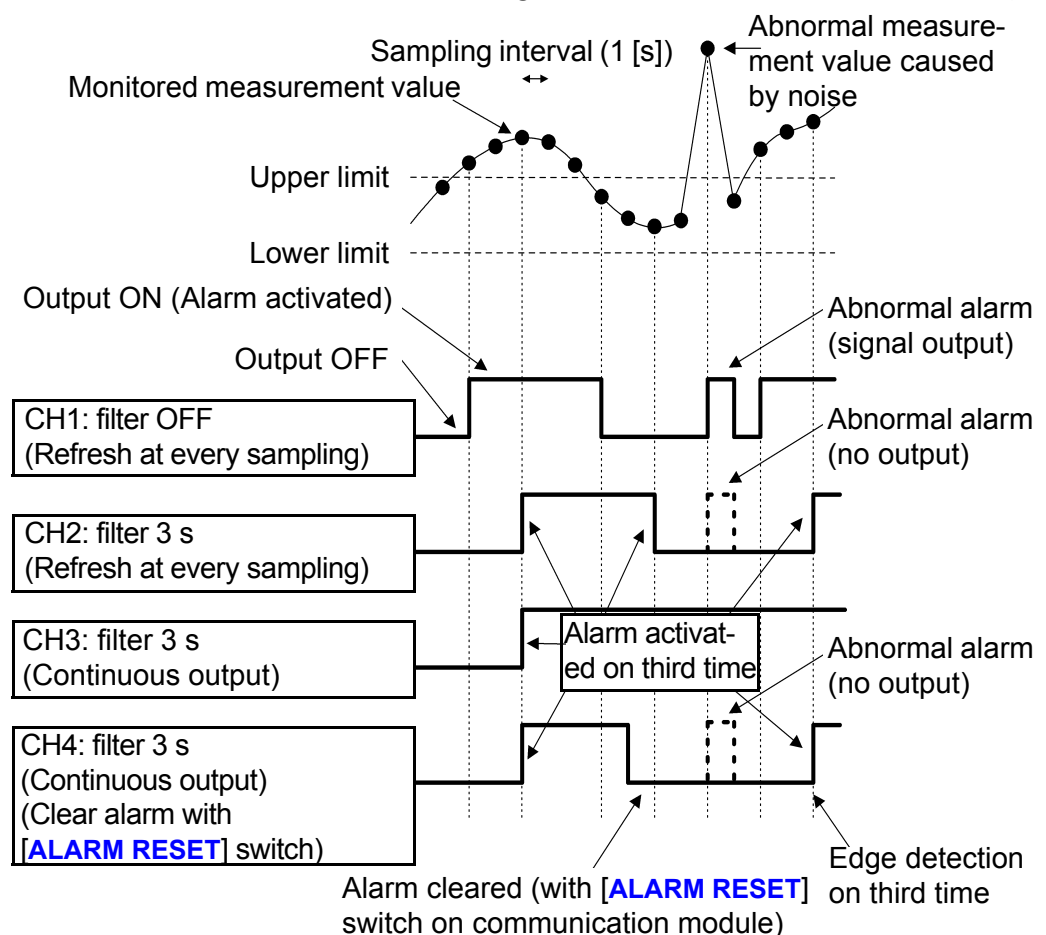 Abnormal measure-
ment value caused
by noise
Sampling interval (1 [s])
Monitored measurement value
Upper limit
Lower limit
Output ON (Alarm activated)
Output OFF
Abnormal alarm
(signal output)
CH1: filter OFF
(Refresh at every sampling)
Abnormal alarm
(no output)
CH2: filter 3 s
(Refresh at every sampling)
CH3: filter 3 s
(Continuous output)
Alarm activat-
ed on third time
Abnormal alarm
(no output)
CH4: filter 3 s
(Continuous output)
(Clear alarm with
[ALARM RESET] switch)
Alarm cleared (with [ALARM RESET]
switch on communication module)
Edge detection
on third time